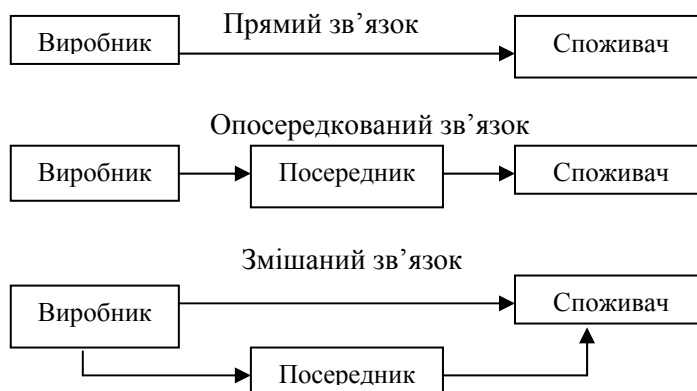 Прямий зв’язок
Виробник
Споживач
Опосередкований зв’язок
Виробник
Посередник
Споживач
Змішаний зв’язок
Виробник
Споживач
Посередник